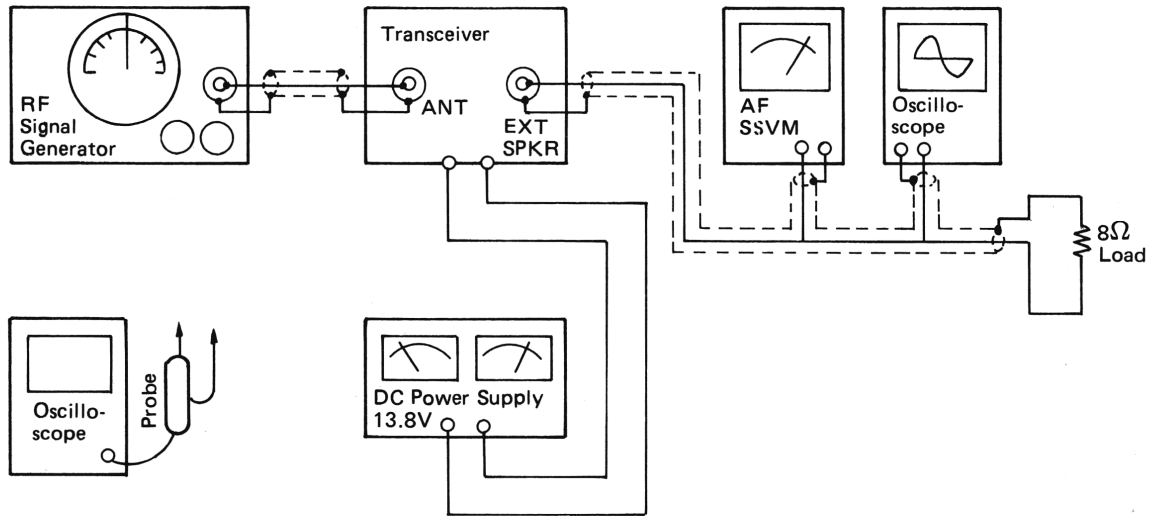 RF
Signal
Generator
Transceiver
ANT
EXT
SPKR
AF
SSVM
Oscillo-
scope
8Ω
Load
Oscillo-
scope
Probe
DC Power Supply
13.8V